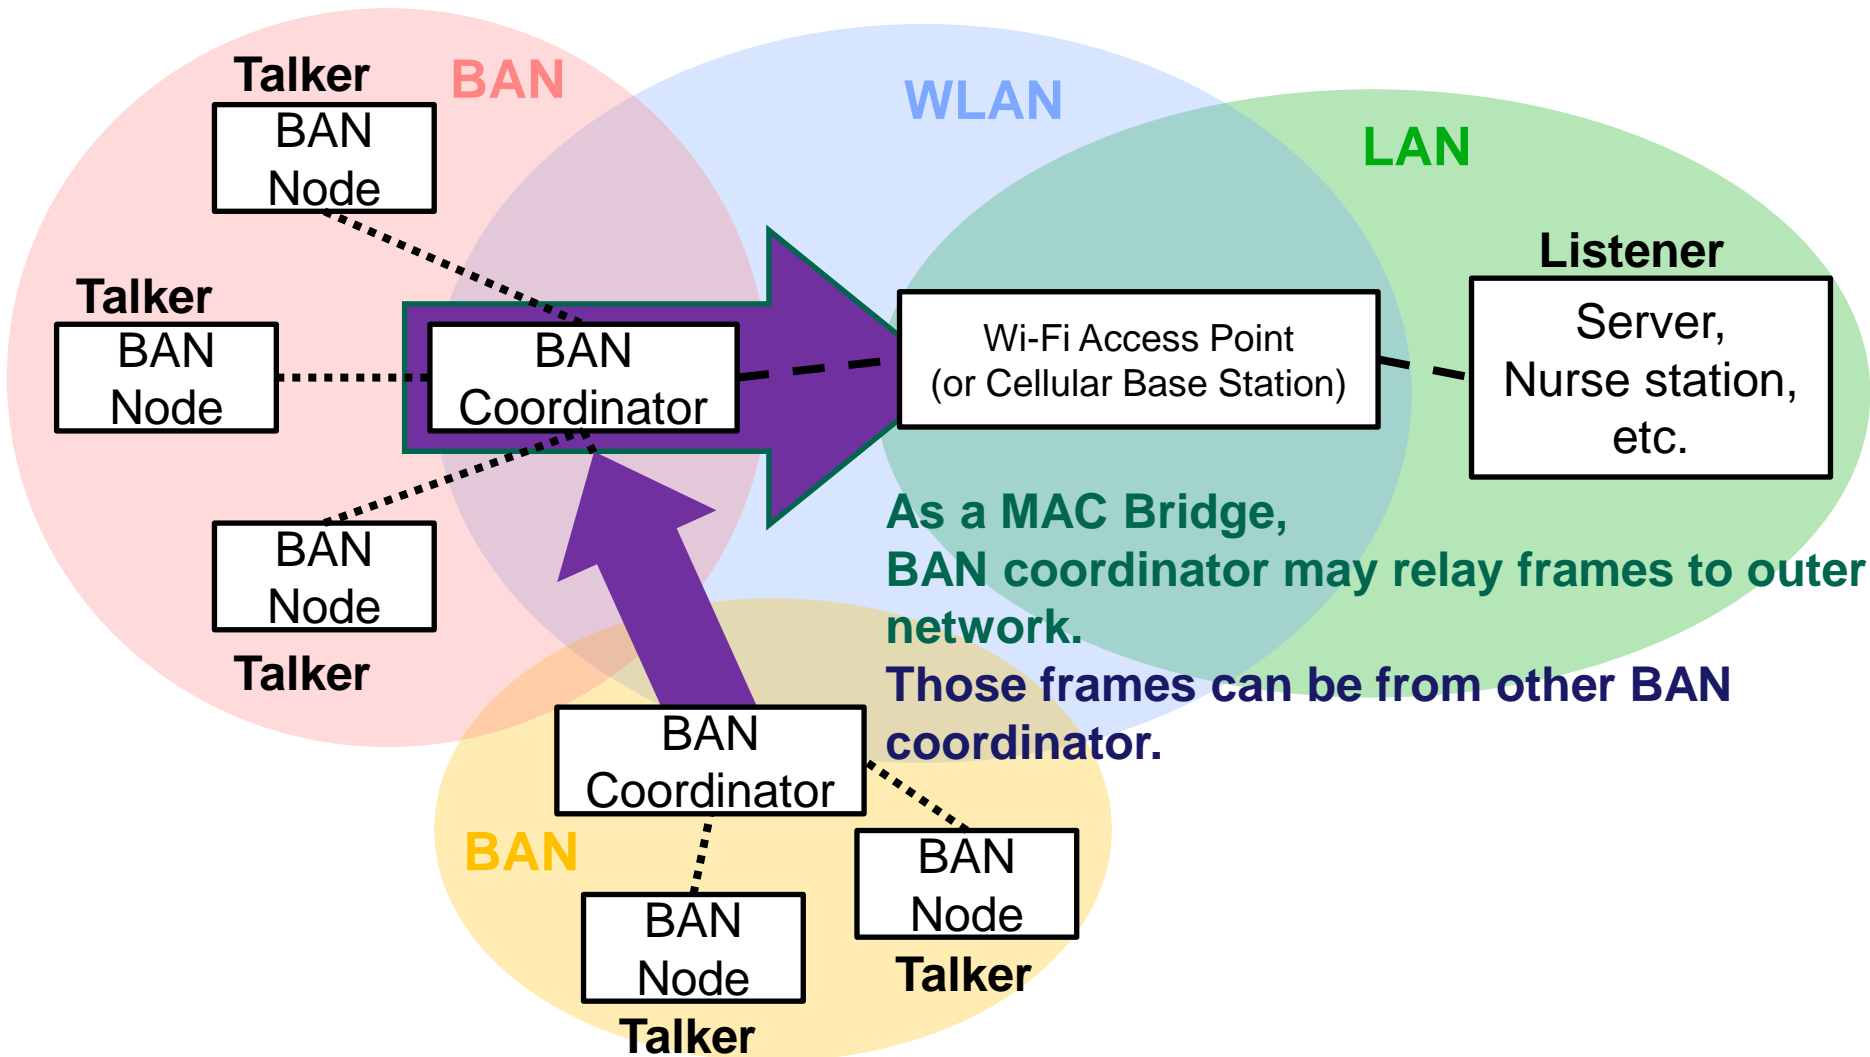 Talker
BAN
BAN
Node
WLAN
LAN
Talker
BAN
Node
BAN
Coordinator
Wi-Fi Access Point
(or Cellular Base Station)
Listener
Server,
Nurse station,
etc.
BAN
Node
Talker
As a MAC Bridge,
BAN coordinator may relay frames to outer
network.
Those frames can be from other BAN
coordinator.
BAN
Coordinator
BAN
BAN
Node
Talker
BAN
Node
Talker